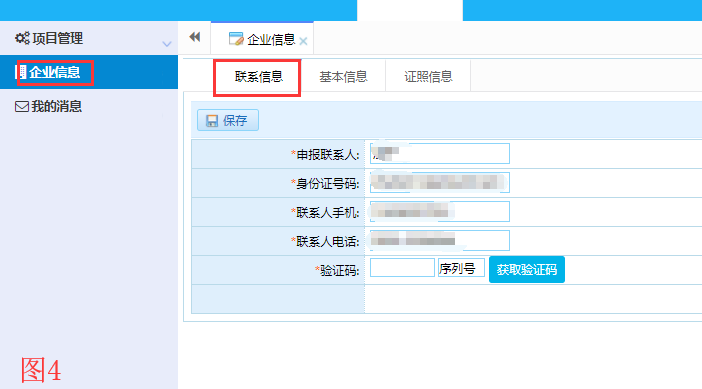 项目管理
企业信息
企业信息
我的消息
联系信息
基本信息
证照信息
保存
*申报联系人:
*身份证号码:
*联系人手机:
*联系人电话:
*验证码:
序列号
获取验证码
图4